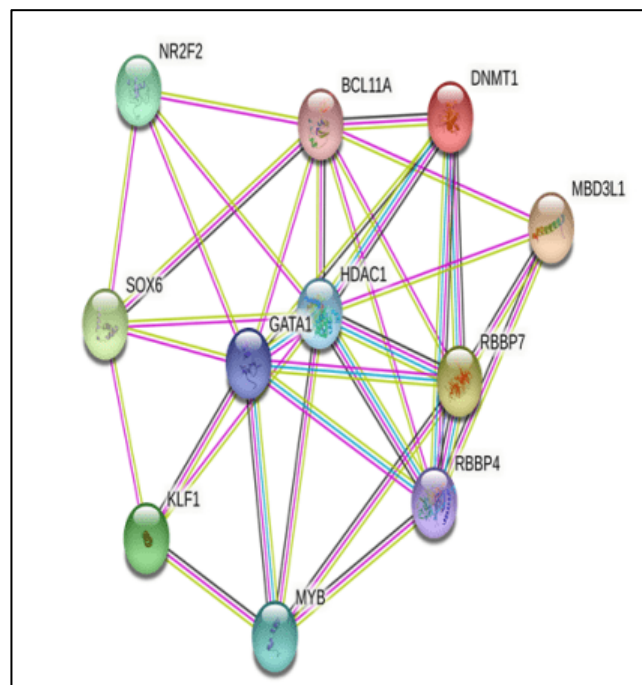 NR2F2
BCL11A
DNMT1
MBD3L1
SOX6
HDAC1
GATA1
RBBP7
RBBP4
KLF1
MYB